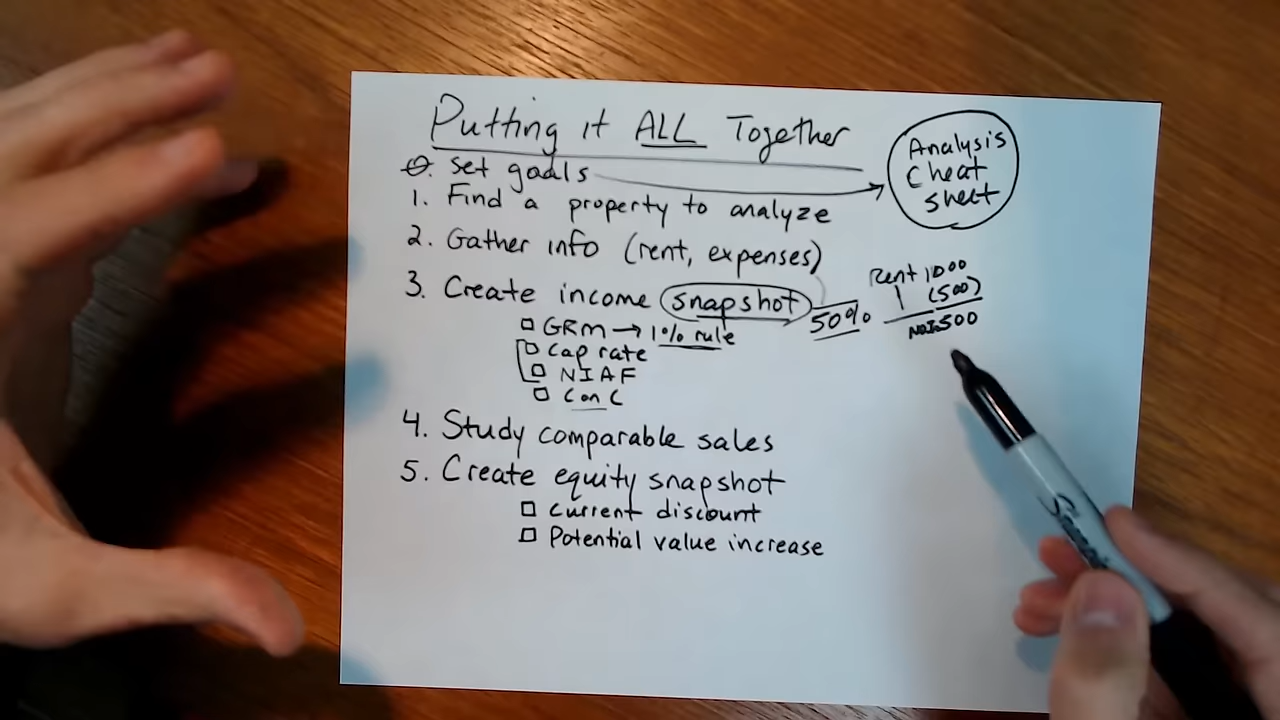 Putting it ALL Together
0. Set goals
Analysis
Cheat
Sheet
1. Find a property to analyze
2. Gather info (rent, expenses)
3. Create income snapshot
50%
Rent 1000
(500)
NOI 500
GRM → 1% rule
Cap rate
NIAF
Con C
4. Study comparable sales
5. Create equity snapshot
Current discount
Potential value increase